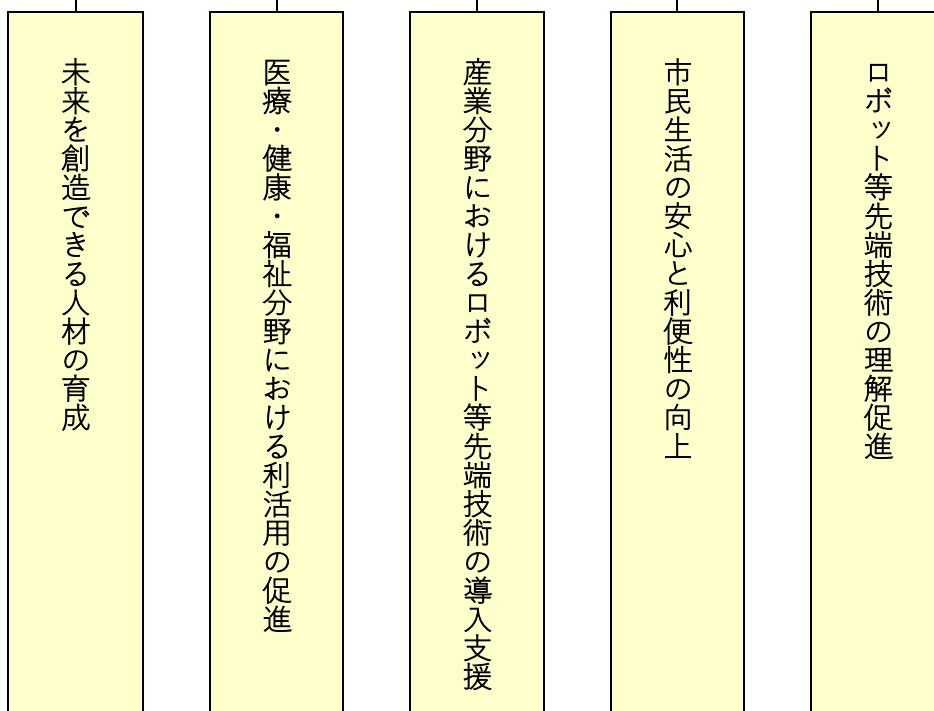 ロボット等先端技術の理解促進
市民生活の安心と利便性の向上
産業分野におけるロボット等先端技術の導入支援
医療・健康・福祉分野における利活用の促進
未来を創造できる人材の育成